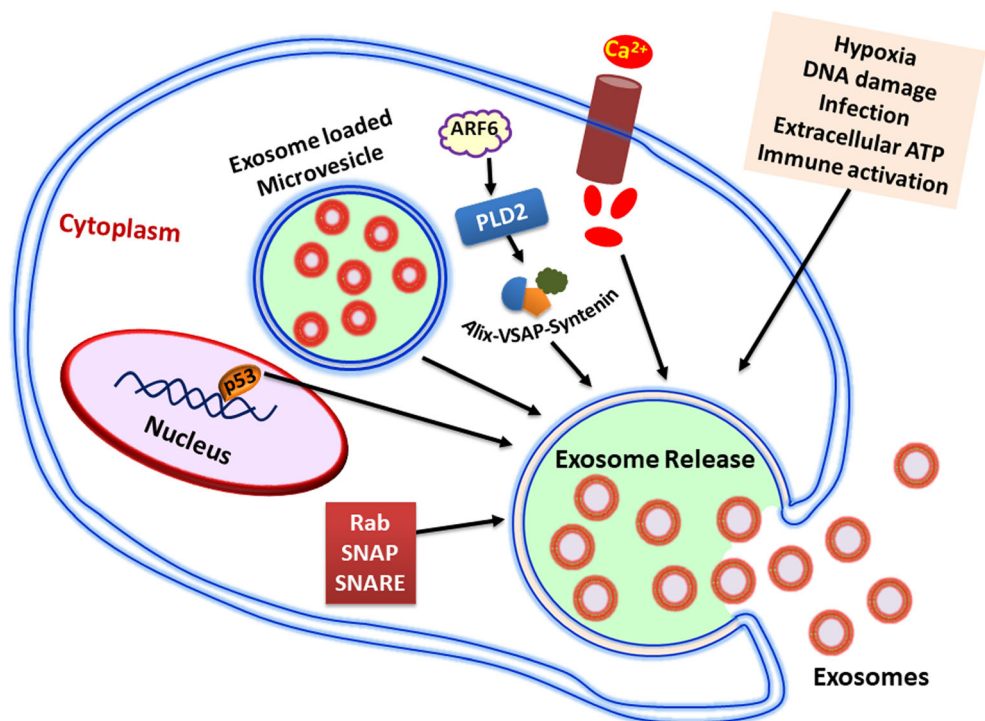 Ca²⁺
Hypoxia
DNA damage
Infection
Extracellular ATP
Immune activation
Exosome loaded
Microvesicle
ARF6
PLD2
Cytoplasm
Alix-VSAP-Syntenin
p53
Nucleus
Exosome Release
Rab
SNAP
SNARE
Exosomes